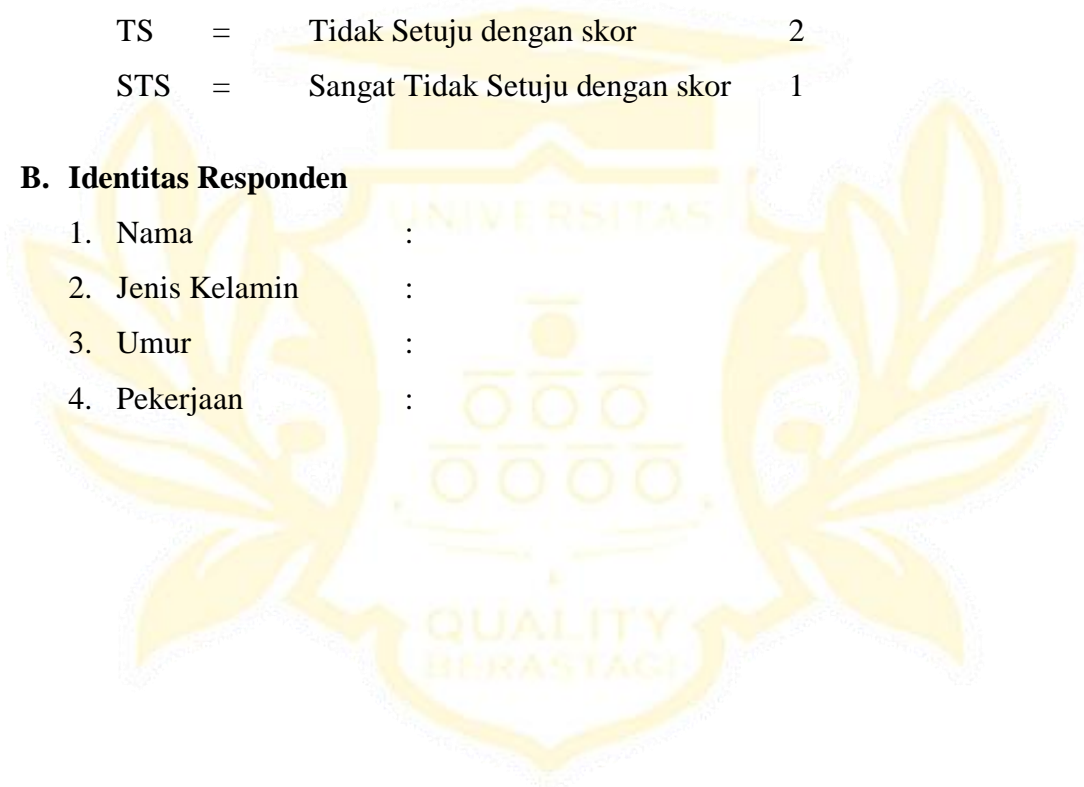 TS = Tidak Setuju dengan skor 2
STS = Sangat Tidak Setuju dengan skor 1
B. Identitas Responden
1. Nama :
2. Jenis Kelamin :
3. Umur :
4. Pekerjaan :
UNIVERSITAS
QUALITY
BERASTAGI